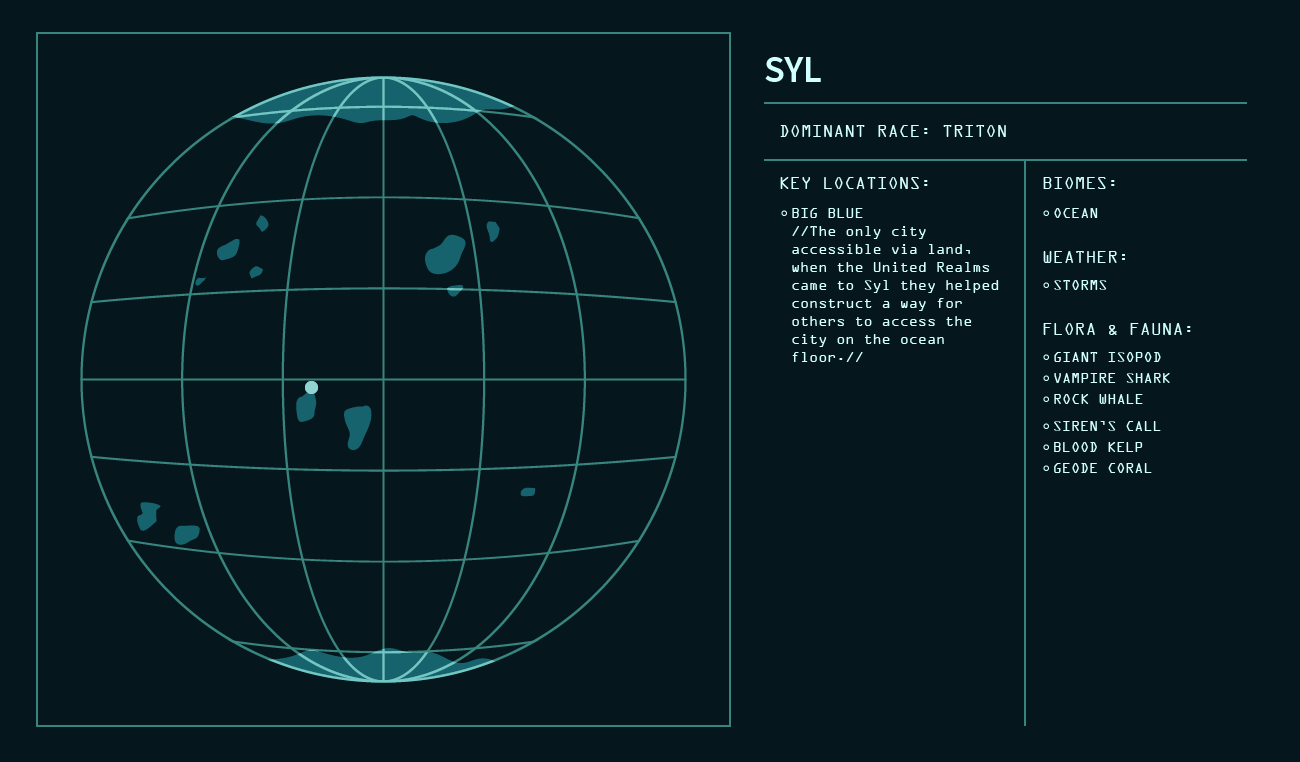 SYL
DOMINANT RACE: TRITON
KEY LOCATIONS:
BIG BLUE
//The only city
accessible via land,
when the United Realms
came to Syl they helped
construct a way for
others to access the
city on the ocean
floor.//
BIOMES:
OCEAN
WEATHER:
STORMS
FLORA & FAUNA:
GIANT ISOPOD
VAMPIRE SHARK
ROCK WHALE
SIREN'S CALL
BLOOD KELP
GEODE CORAL